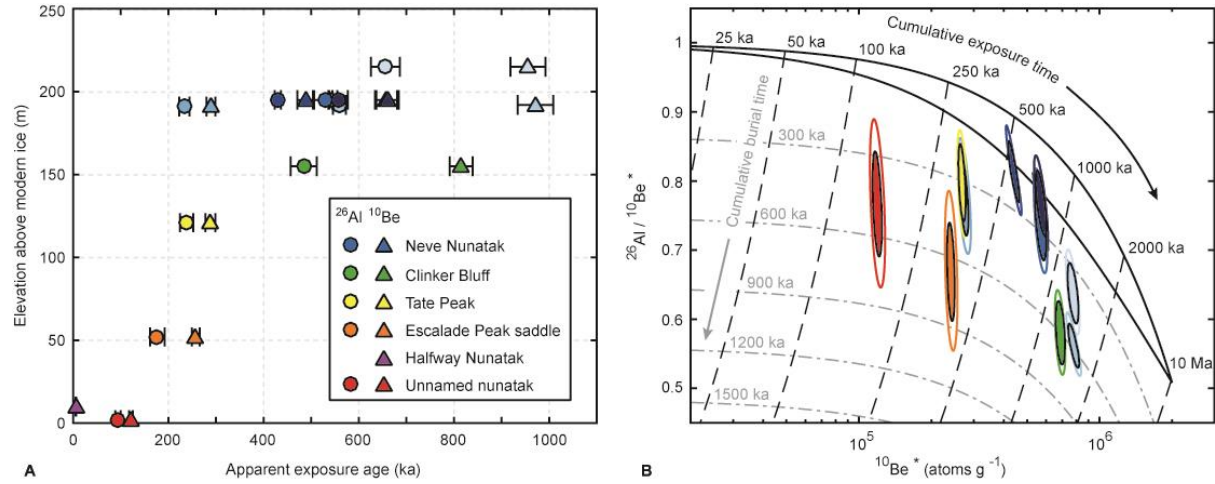 250
200
150
100
50
0
Elevation above modern ice (m)
0
200
400
600
800
1000
Apparent exposure age (ka)
A
26Al 10Be
Neve Nunatak
Clinker Bluff
Tate Peak
Escalade Peak saddle
Halfway Nunatak
Unnamed nunatak
1
0.9
0.8
0.7
0.6
0.5
26Al / 10Be *
25 ka
50 ka
100 ka
250 ka
500 ka
1000 ka
2000 ka
10 Ma
Cumulative exposure time
300 ka
600 ka
900 ka
1200 ka
1500 ka
Cumulative burial time
10^5
10^6
10Be * (atoms g -1)
B